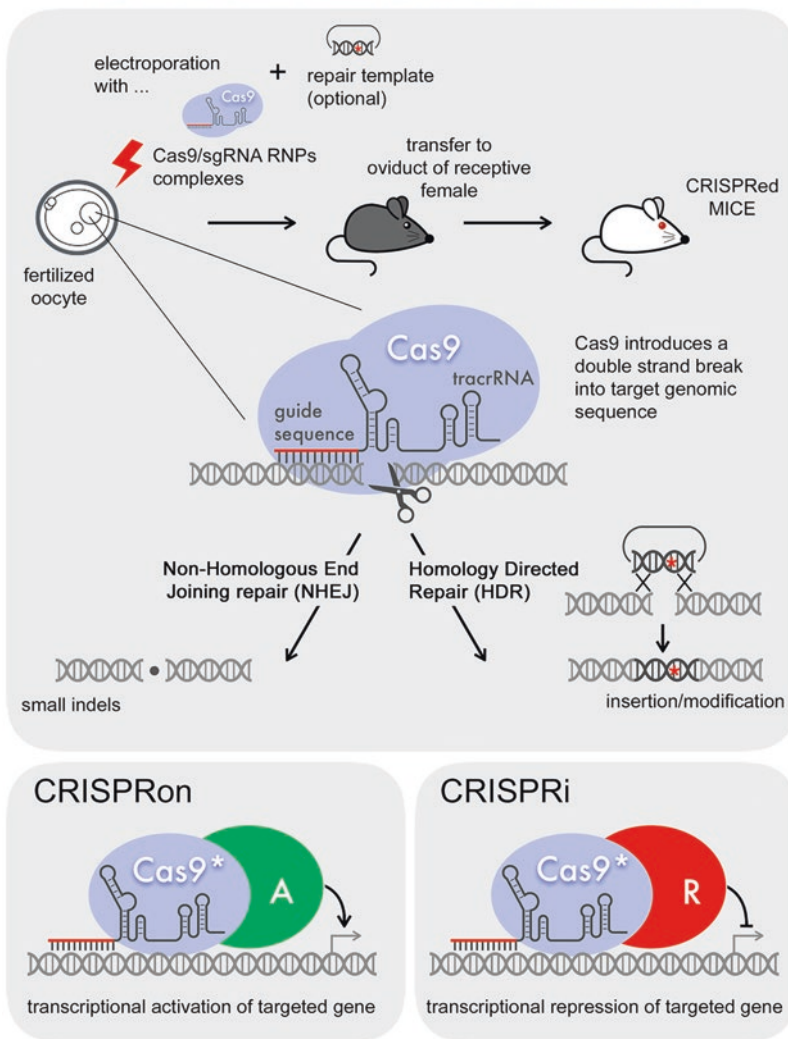 electroporation
with ...
Cas9
+
repair template
(optional)
Cas9/sgRNA RNPs
complexes
transfer to
oviduct of receptive
female
CRISPRed
MICE
fertilized
oocyte
Cas9
tracrRNA
guide
sequence
Cas9 introduces a
double strand break
into target genomic
sequence
Non-Homologous End
Joining repair (NHEJ)
Homology Directed
Repair (HDR)
*
*
small indels
insertion/modification
CRISPRon
Cas9*
A
transcriptional activation of targeted gene
CRISPRi
Cas9*
R
transcriptional repression of targeted gene